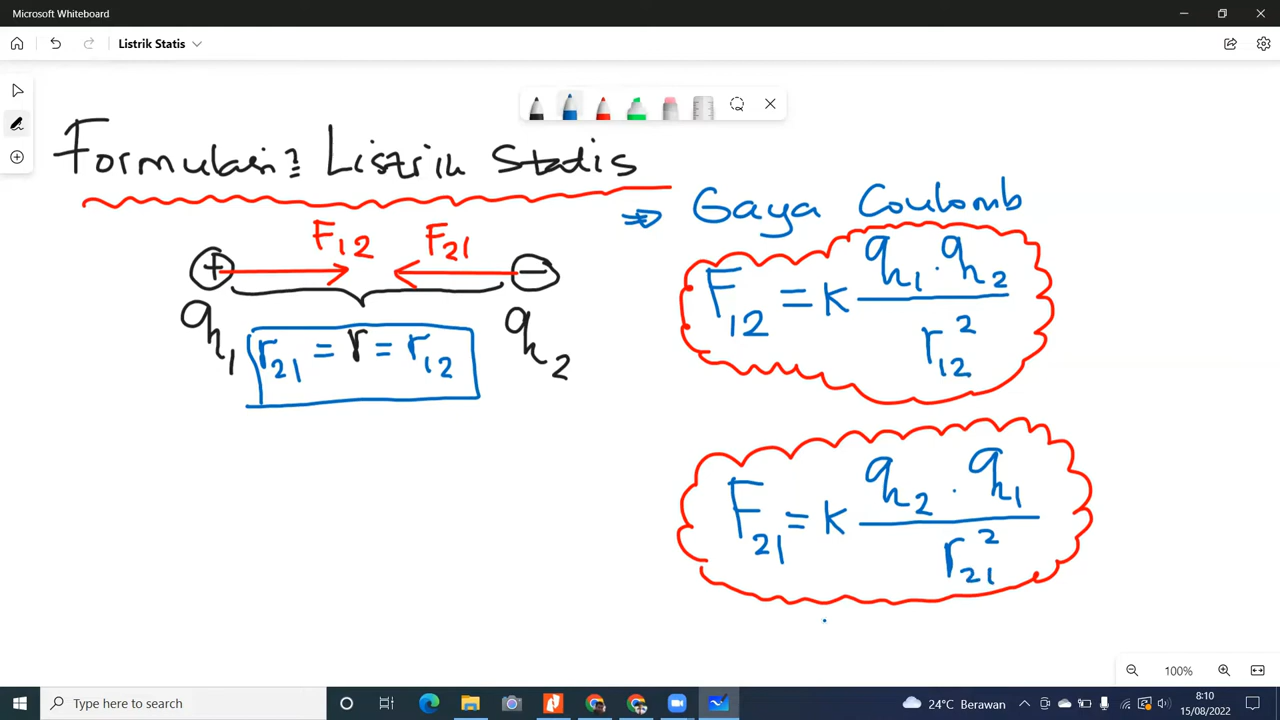 Microsoft Whiteboard
Listrik Statis
Formulasi² Listrik Statis
⇒ Gaya Coulomb
F12 F21
+ −
q1 q2
r21 = r = r12
F12 = k q1 . q2 / r12²
F21 = k q2 . q1 / r21²
100%
Type here to search
24°C Berawan
8:10
15/08/2022